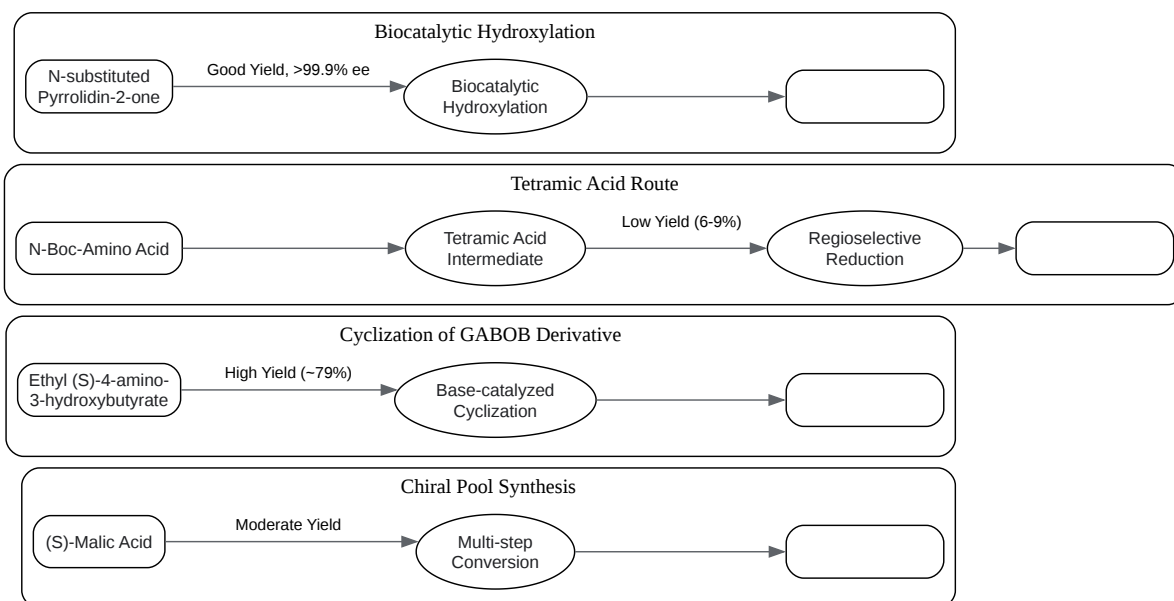 Biocatalytic Hydroxylation
N-substituted
Pyrrolidin-2-one
Good Yield, >99.9% ee
Biocatalytic
Hydroxylation
Tetramic Acid Route
N-Boc-Amino Acid
Tetramic Acid
Intermediate
Low Yield (6-9%)
Regioselective
Reduction
Cyclization of GABOB Derivative
Ethyl (S)-4-amino-
3-hydroxybutyrate
High Yield (~79%)
Base-catalyzed
Cyclization
Chiral Pool Synthesis
(S)-Malic Acid
Moderate Yield
Multi-step
Conversion